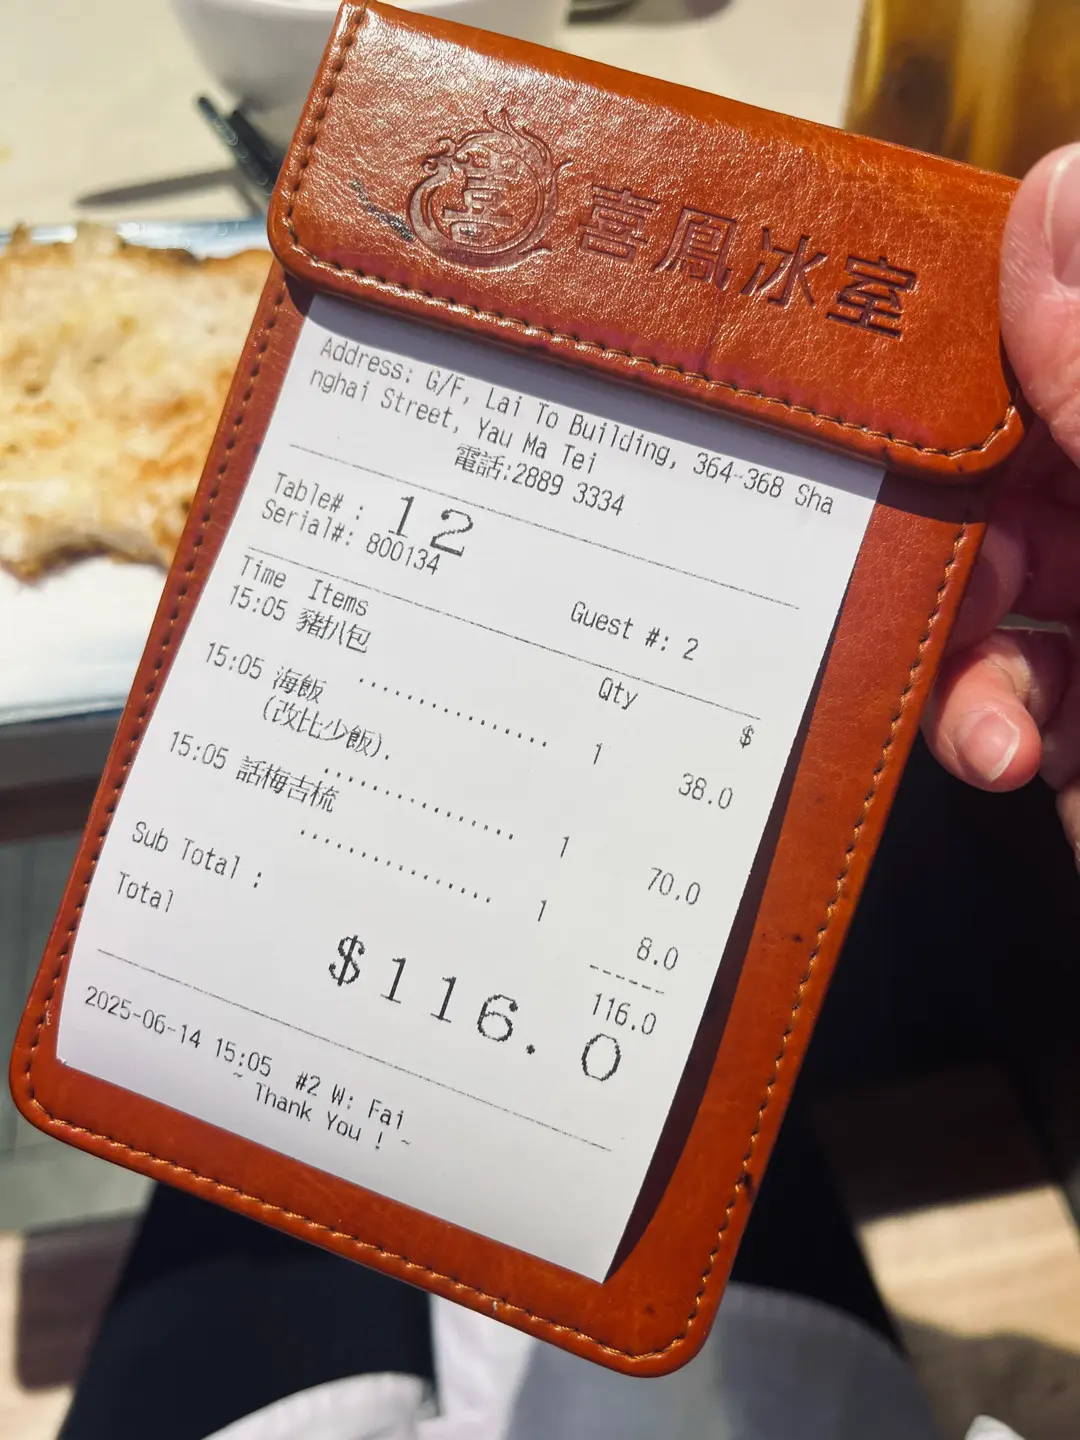 喜
喜鳳冰室
Address: G/F, Lai To Building, 364-368 Sha
nghai Street, Yau Ma Tei
電話:2889 3334
Table# : 12
Serial#: 800134
Guest #: 2
Time Items Qty $
15:05 豬扒包
.................. 1 38.0
15:05 海飯
(改比少飯).
.................. 1 70.0
15:05 話梅吉梳
.................. 1 8.0
------
Sub Total : 116.0
Total $116.0
2025-06-14 15:05 #2 W: Fai
~ Thank You ! ~